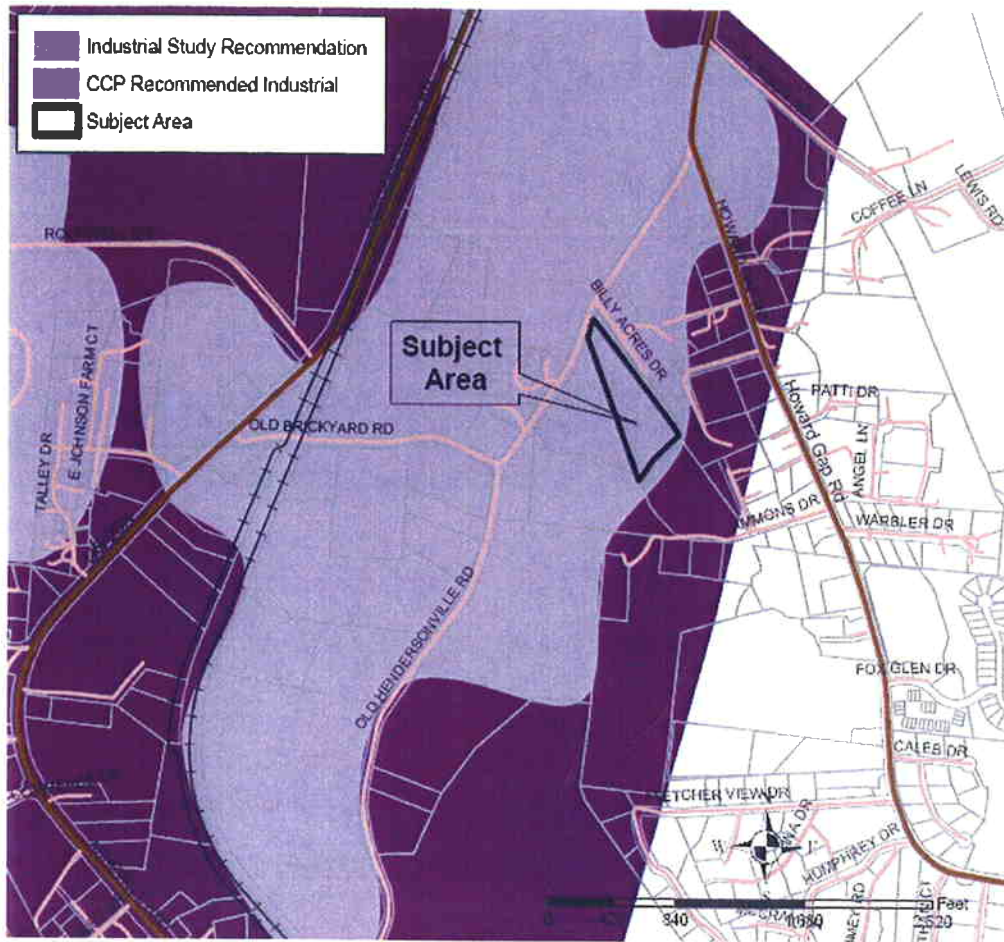 Industrial Study Recommendation
CCP Recommended Industrial
Subject Area
COFFEE LN
LEWIS RD
BILLY ACRES DR
Subject
Area
TALLEY DR
E JOHNSON FARM CT
OLD BRICKYARD RD
PATTI DR
Howard Gap Rd
ANGEL LN
WARBLER DR
OLD HENDERSONVILLE RD
FOX GLEN DR
CALEB DR
W
HUMPHREY DR
Feet
0
840